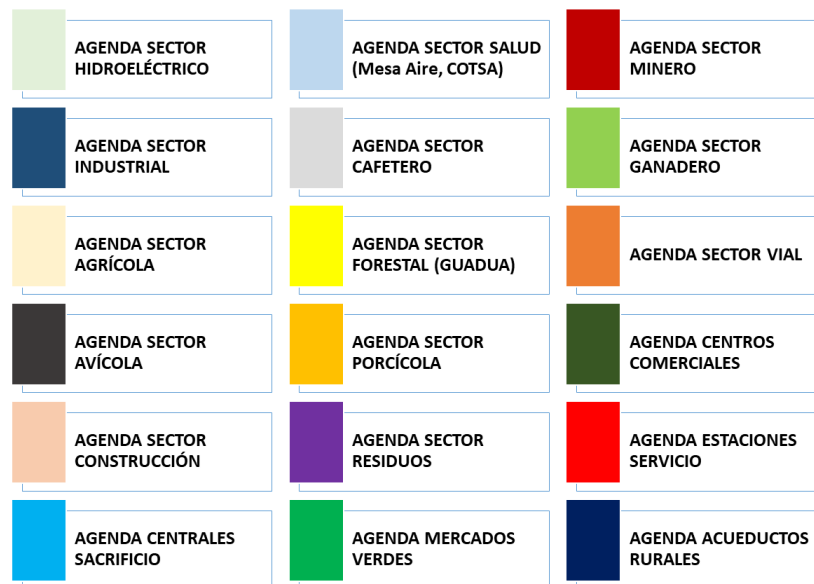 AGENDA SECTOR
HIDROELÉCTRICO
AGENDA SECTOR SALUD
(Mesa Aire, COTSA)
AGENDA SECTOR
MINERO
AGENDA SECTOR
INDUSTRIAL
AGENDA SECTOR
CAFETERO
AGENDA SECTOR
GANADERO
AGENDA SECTOR
AGRÍCOLA
AGENDA SECTOR
FORESTAL (GUADUA)
AGENDA SECTOR VIAL
AGENDA SECTOR
AVÍCOLA
AGENDA SECTOR
PORCÍCOLA
AGENDA CENTROS
COMERCIALES
AGENDA SECTOR
CONSTRUCCIÓN
AGENDA SECTOR
RESIDUOS
AGENDA ESTACIONES
SERVICIO
AGENDA CENTRALES
SACRIFICIO
AGENDA MERCADOS
VERDES
AGENDA ACUEDUCTOS
RURALES